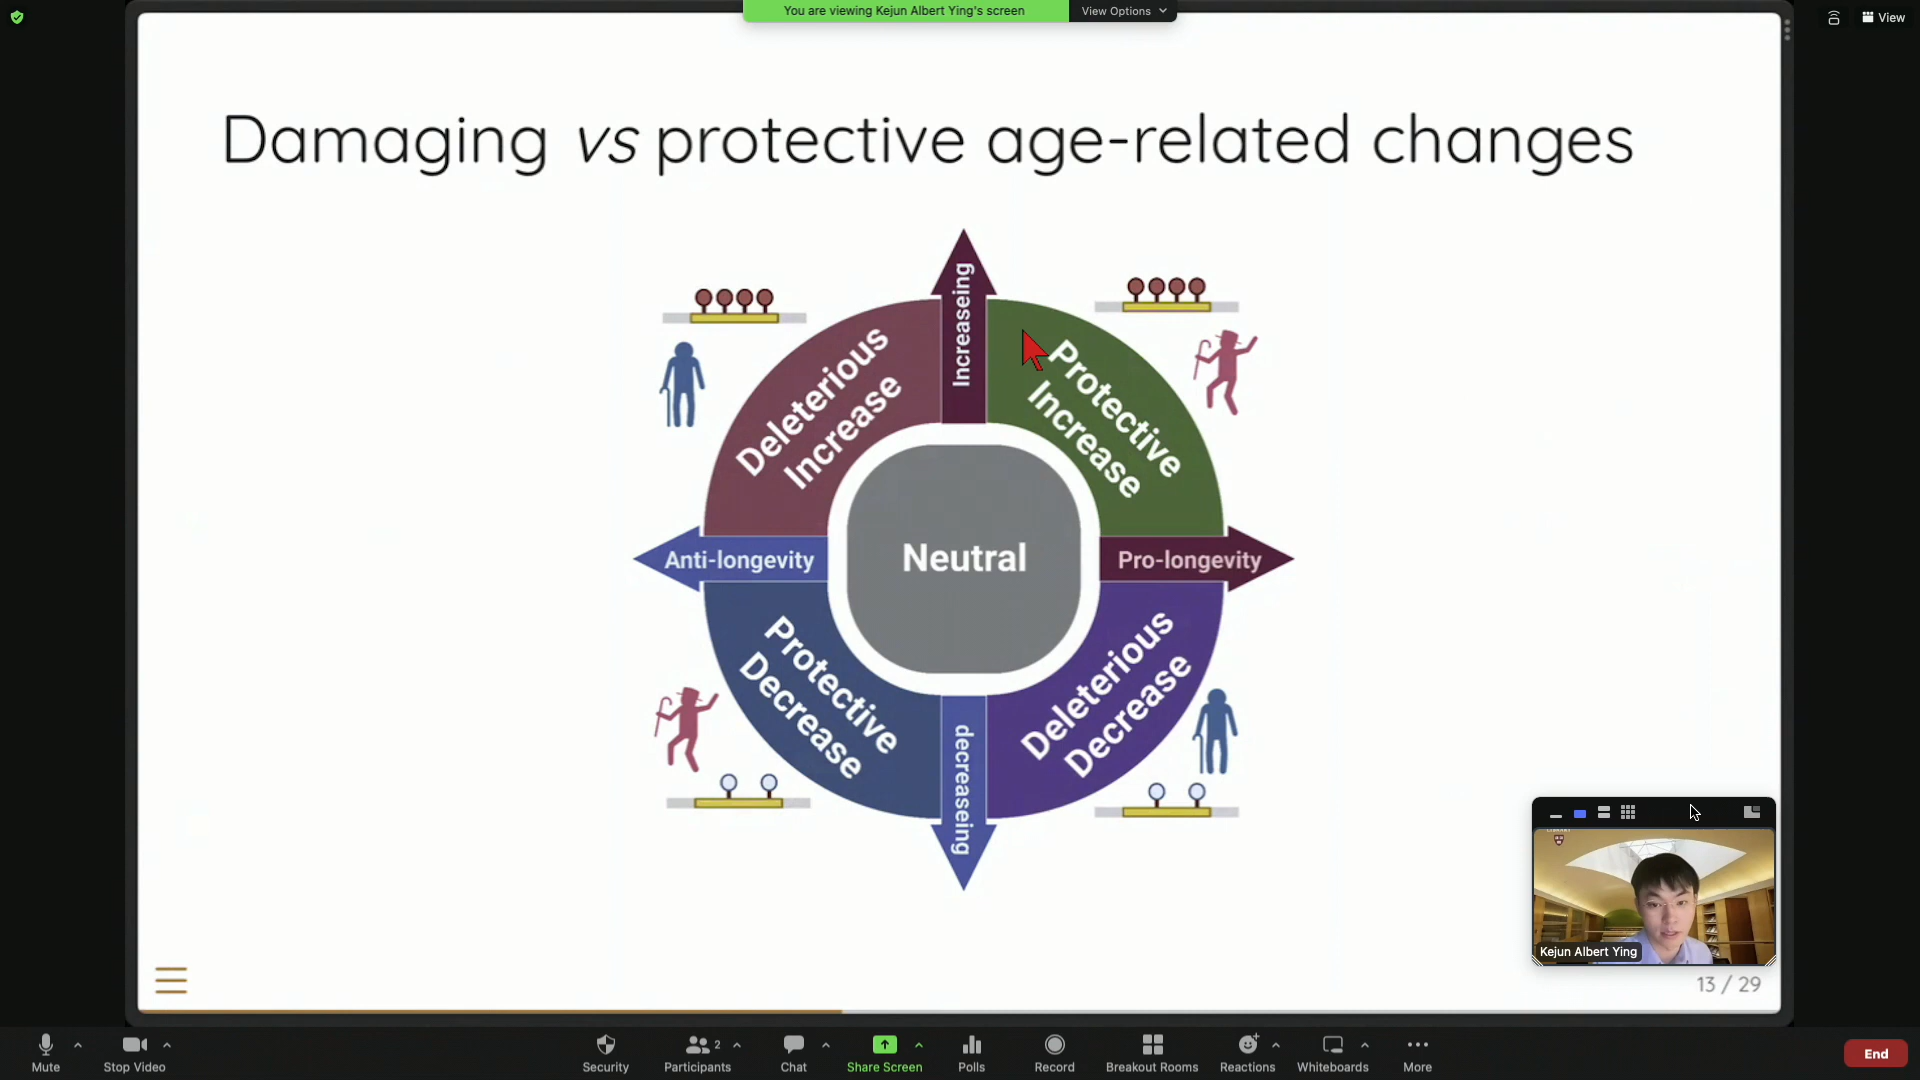 You are viewing Kejun Albert Ying's screen
View Options
View
Damaging vs protective age-related changes
Increaseing
Deleterious
Increase
Protective
Increase
Anti-longevity
Neutral
Pro-longevity
Protective
Decrease
Deleterious
Decrease
decreaseing
Kejun Albert Ying
13 / 29
Mute
Stop Video
Security
2
Participants
Chat
Share Screen
Polls
Record
Breakout Rooms
Reactions
Whiteboards
More
End